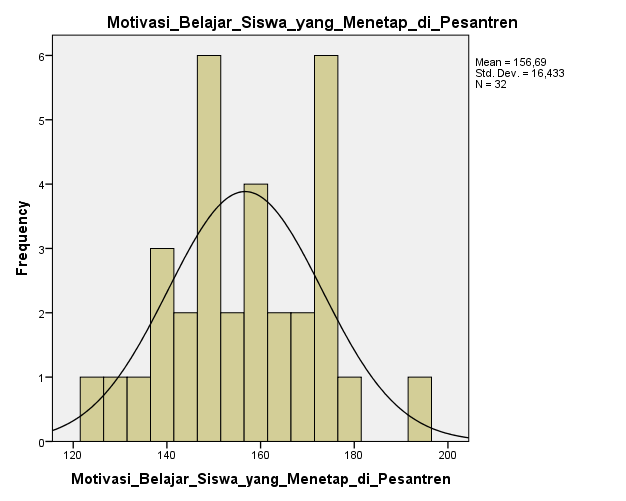 Motivasi_Belajar_Siswa_yang_Menetap_di_Pesantren
Mean = 156,69
Std. Dev. = 16,433
N = 32
6
5
4
3
2
1
0
Frequency
120 140 160 180 200
Motivasi_Belajar_Siswa_yang_Menetap_di_Pesantren